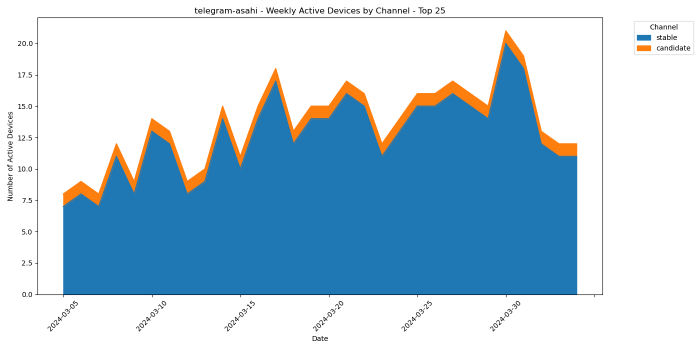 telegram-asahi - Weekly Active Devices by Channel - Top 25
Channel
stable
candidate
Number of Active Devices
20.0
17.5
15.0
12.5
10.0
7.5
5.0
2.5
0.0
2024-03-05
2024-03-10
2024-03-15
2024-03-20
2024-03-25
2024-03-30
Date